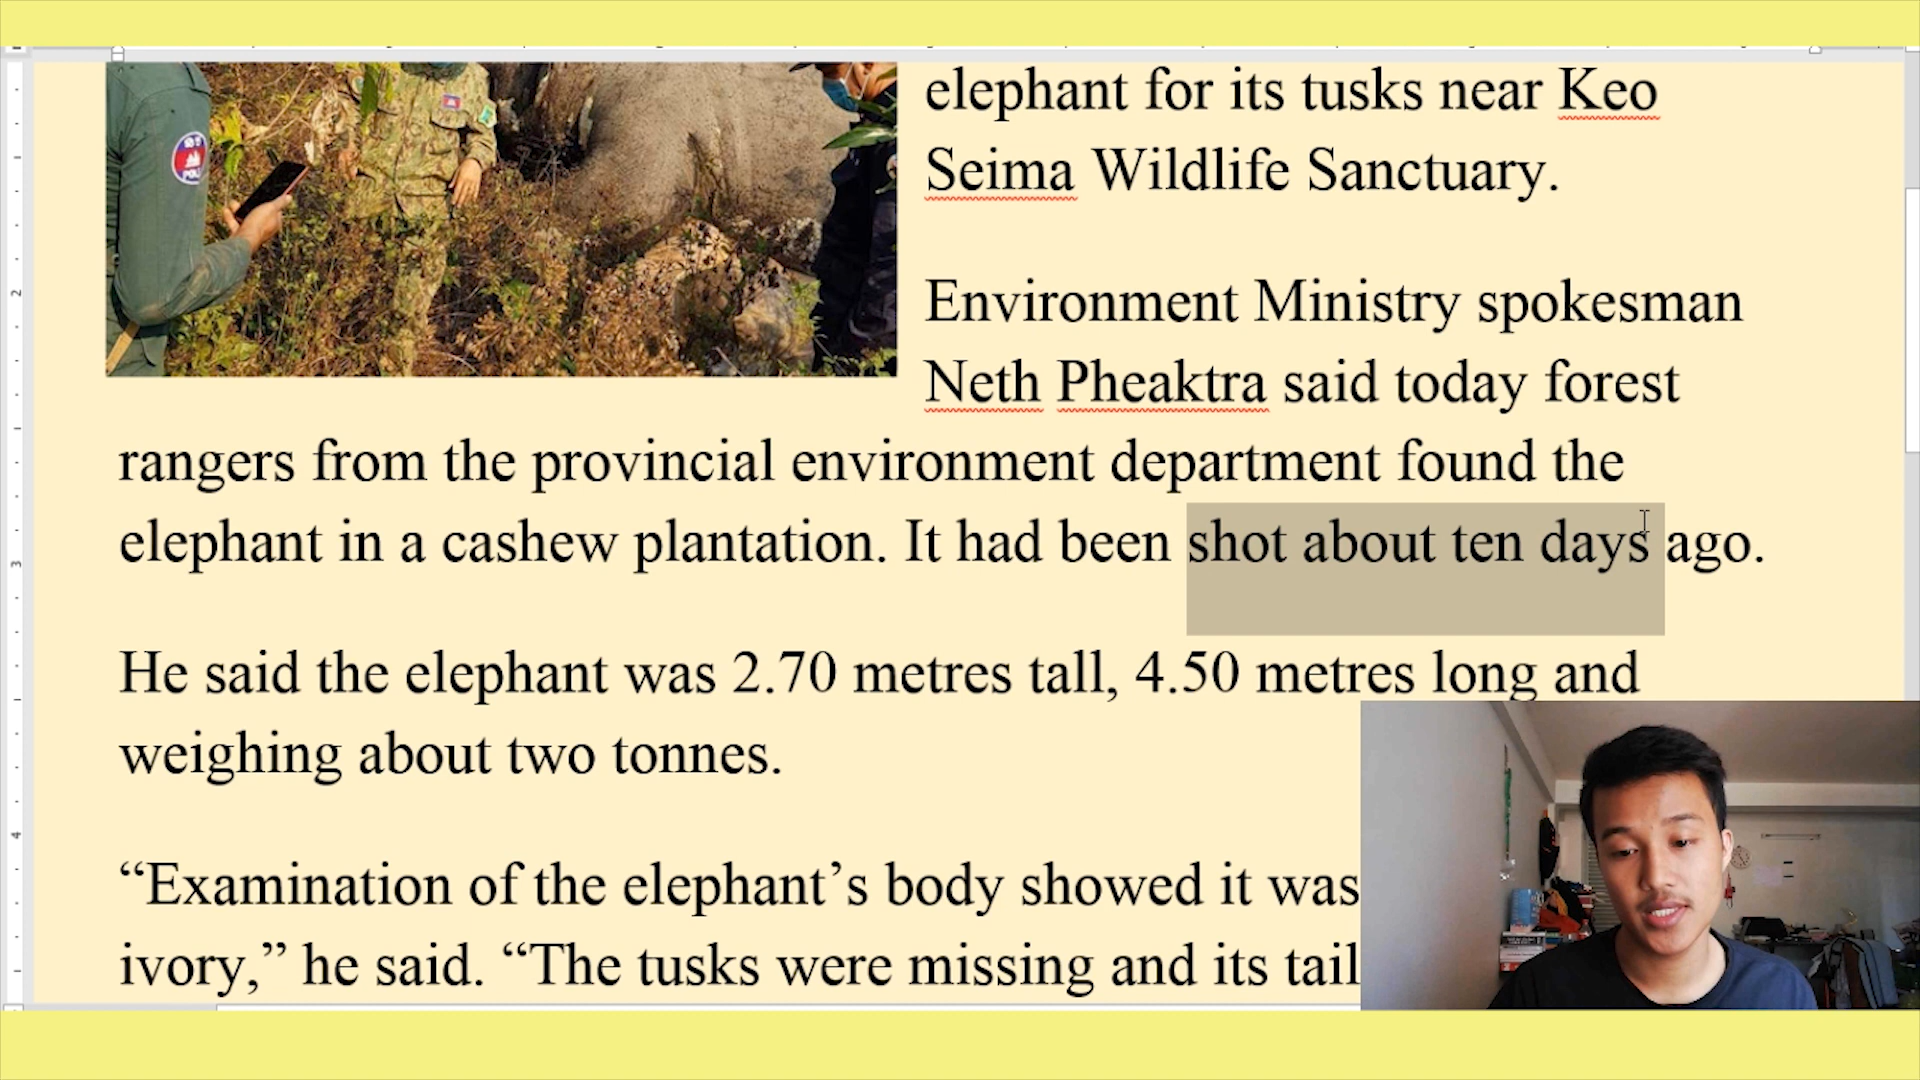 elephant for its tusks near Keo
Seima Wildlife Sanctuary.
Environment Ministry spokesman
Neth Pheaktra said today forest
rangers from the provincial environment department found the
elephant in a cashew plantation. It had been shot about ten days ago.
He said the elephant was 2.70 metres tall, 4.50 metres long and
weighing about two tonnes.
“Examination of the elephant’s body showed it was
ivory,” he said. “The tusks were missing and its tail
2
3
4